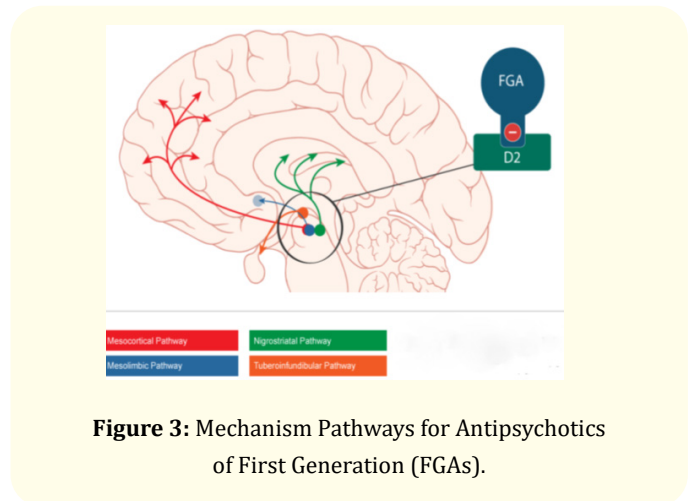 FGA
D2
Mesocortical Pathway
Nigrostriatal Pathway
Mesolimbic Pathway
Tuberoinfundibular Pathway
Figure 3: Mechanism Pathways for Antipsychotics
of First Generation (FGAs).